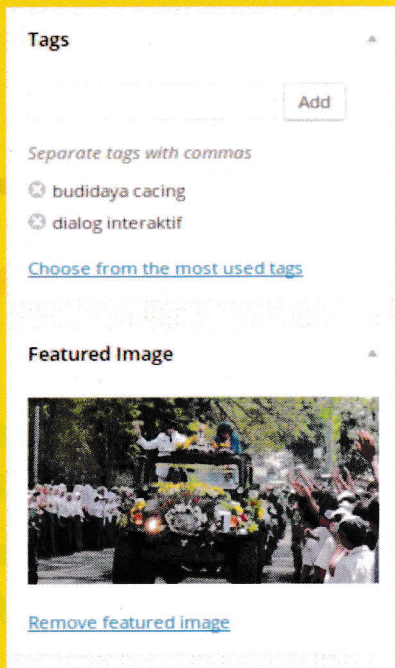 Tags
Add
Separate tags with commas
budidaya cacing
dialog interaktif
Choose from the most used tags
Featured Image
Remove featured image